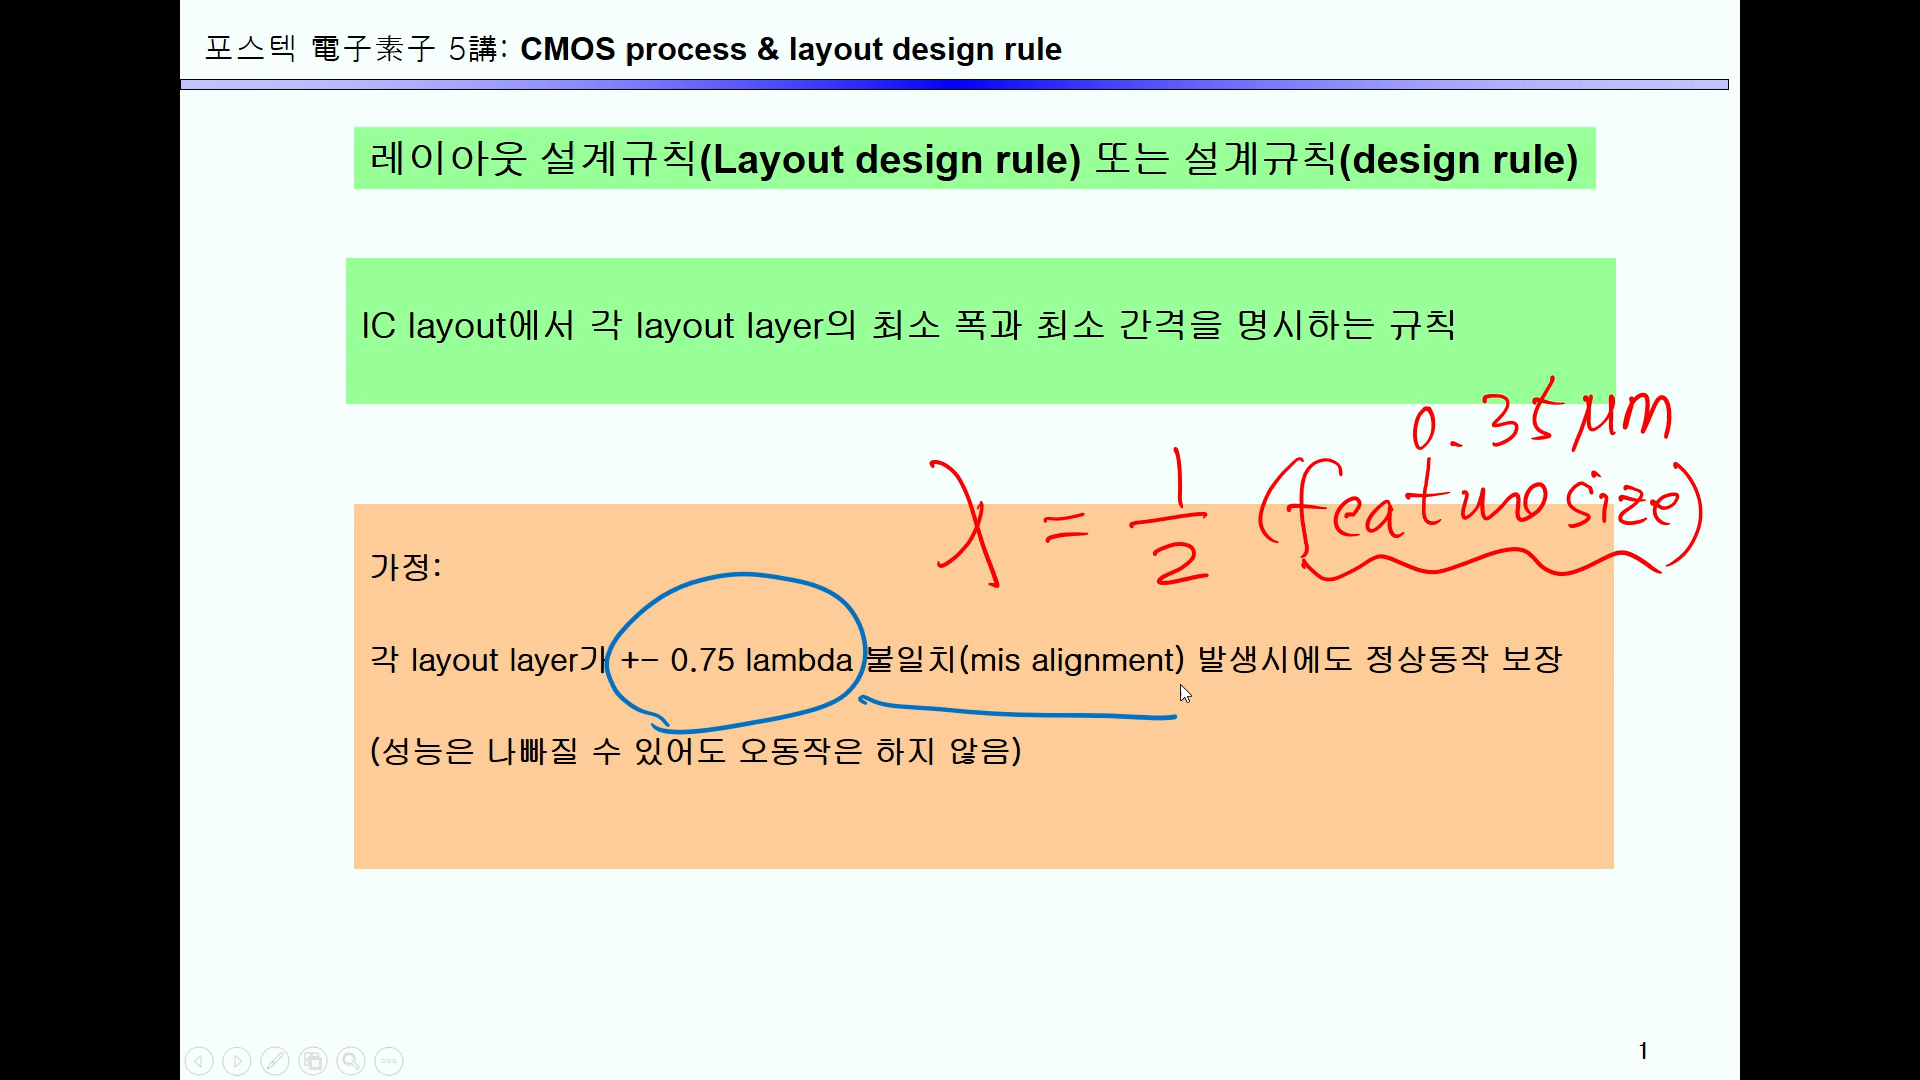 포스텍 電子素子 5講: CMOS process & layout design rule
레이아웃 설계규칙(Layout design rule) 또는 설계규칙(design rule)
IC layout에서 각 layout layer의 최소 폭과 최소 간격을 명시하는 규칙
0.35 μm
λ = 1/2 (feature size)
가정:
각 layout layer가 +- 0.75 lambda 불일치(mis alignment) 발생시에도 정상동작 보장
(성능은 나빠질 수 있어도 오동작은 하지 않음)
1